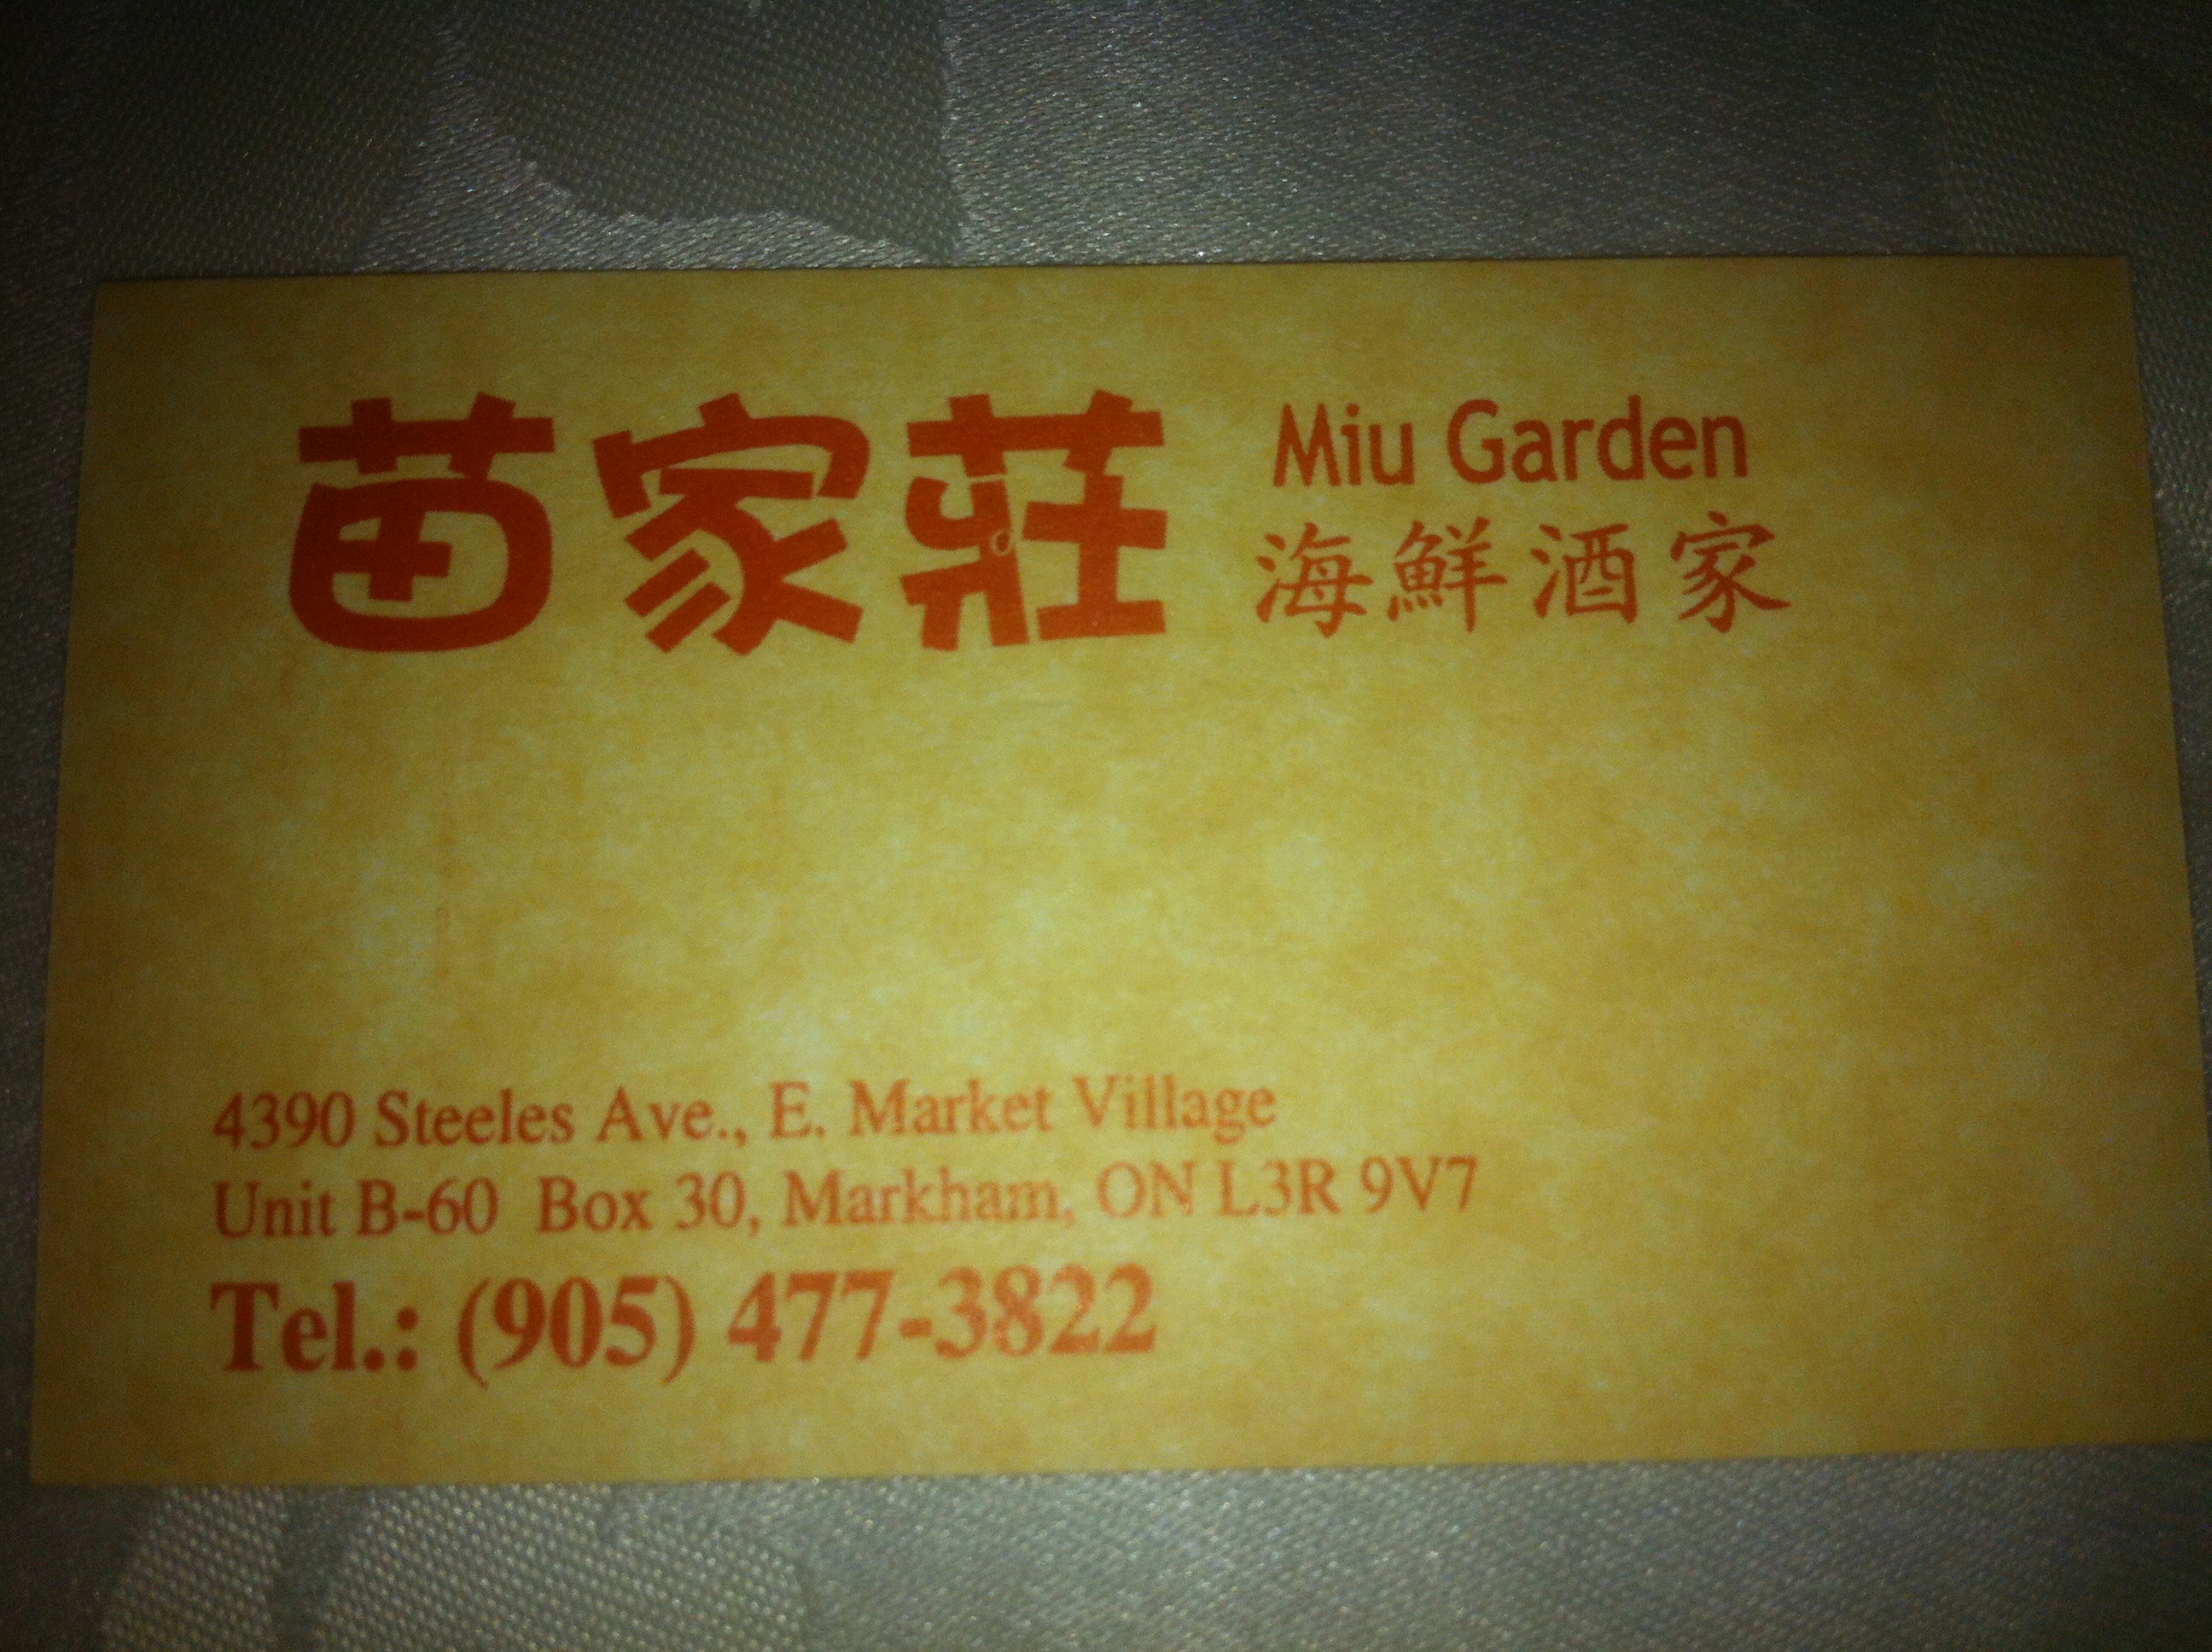 苗家莊
Miu Garden
海鮮酒家
4390 Steeles Ave., E. Market Village
Unit B-60 Box 30, Markham, ON L3R 9V7
Tel.: (905) 477-3822